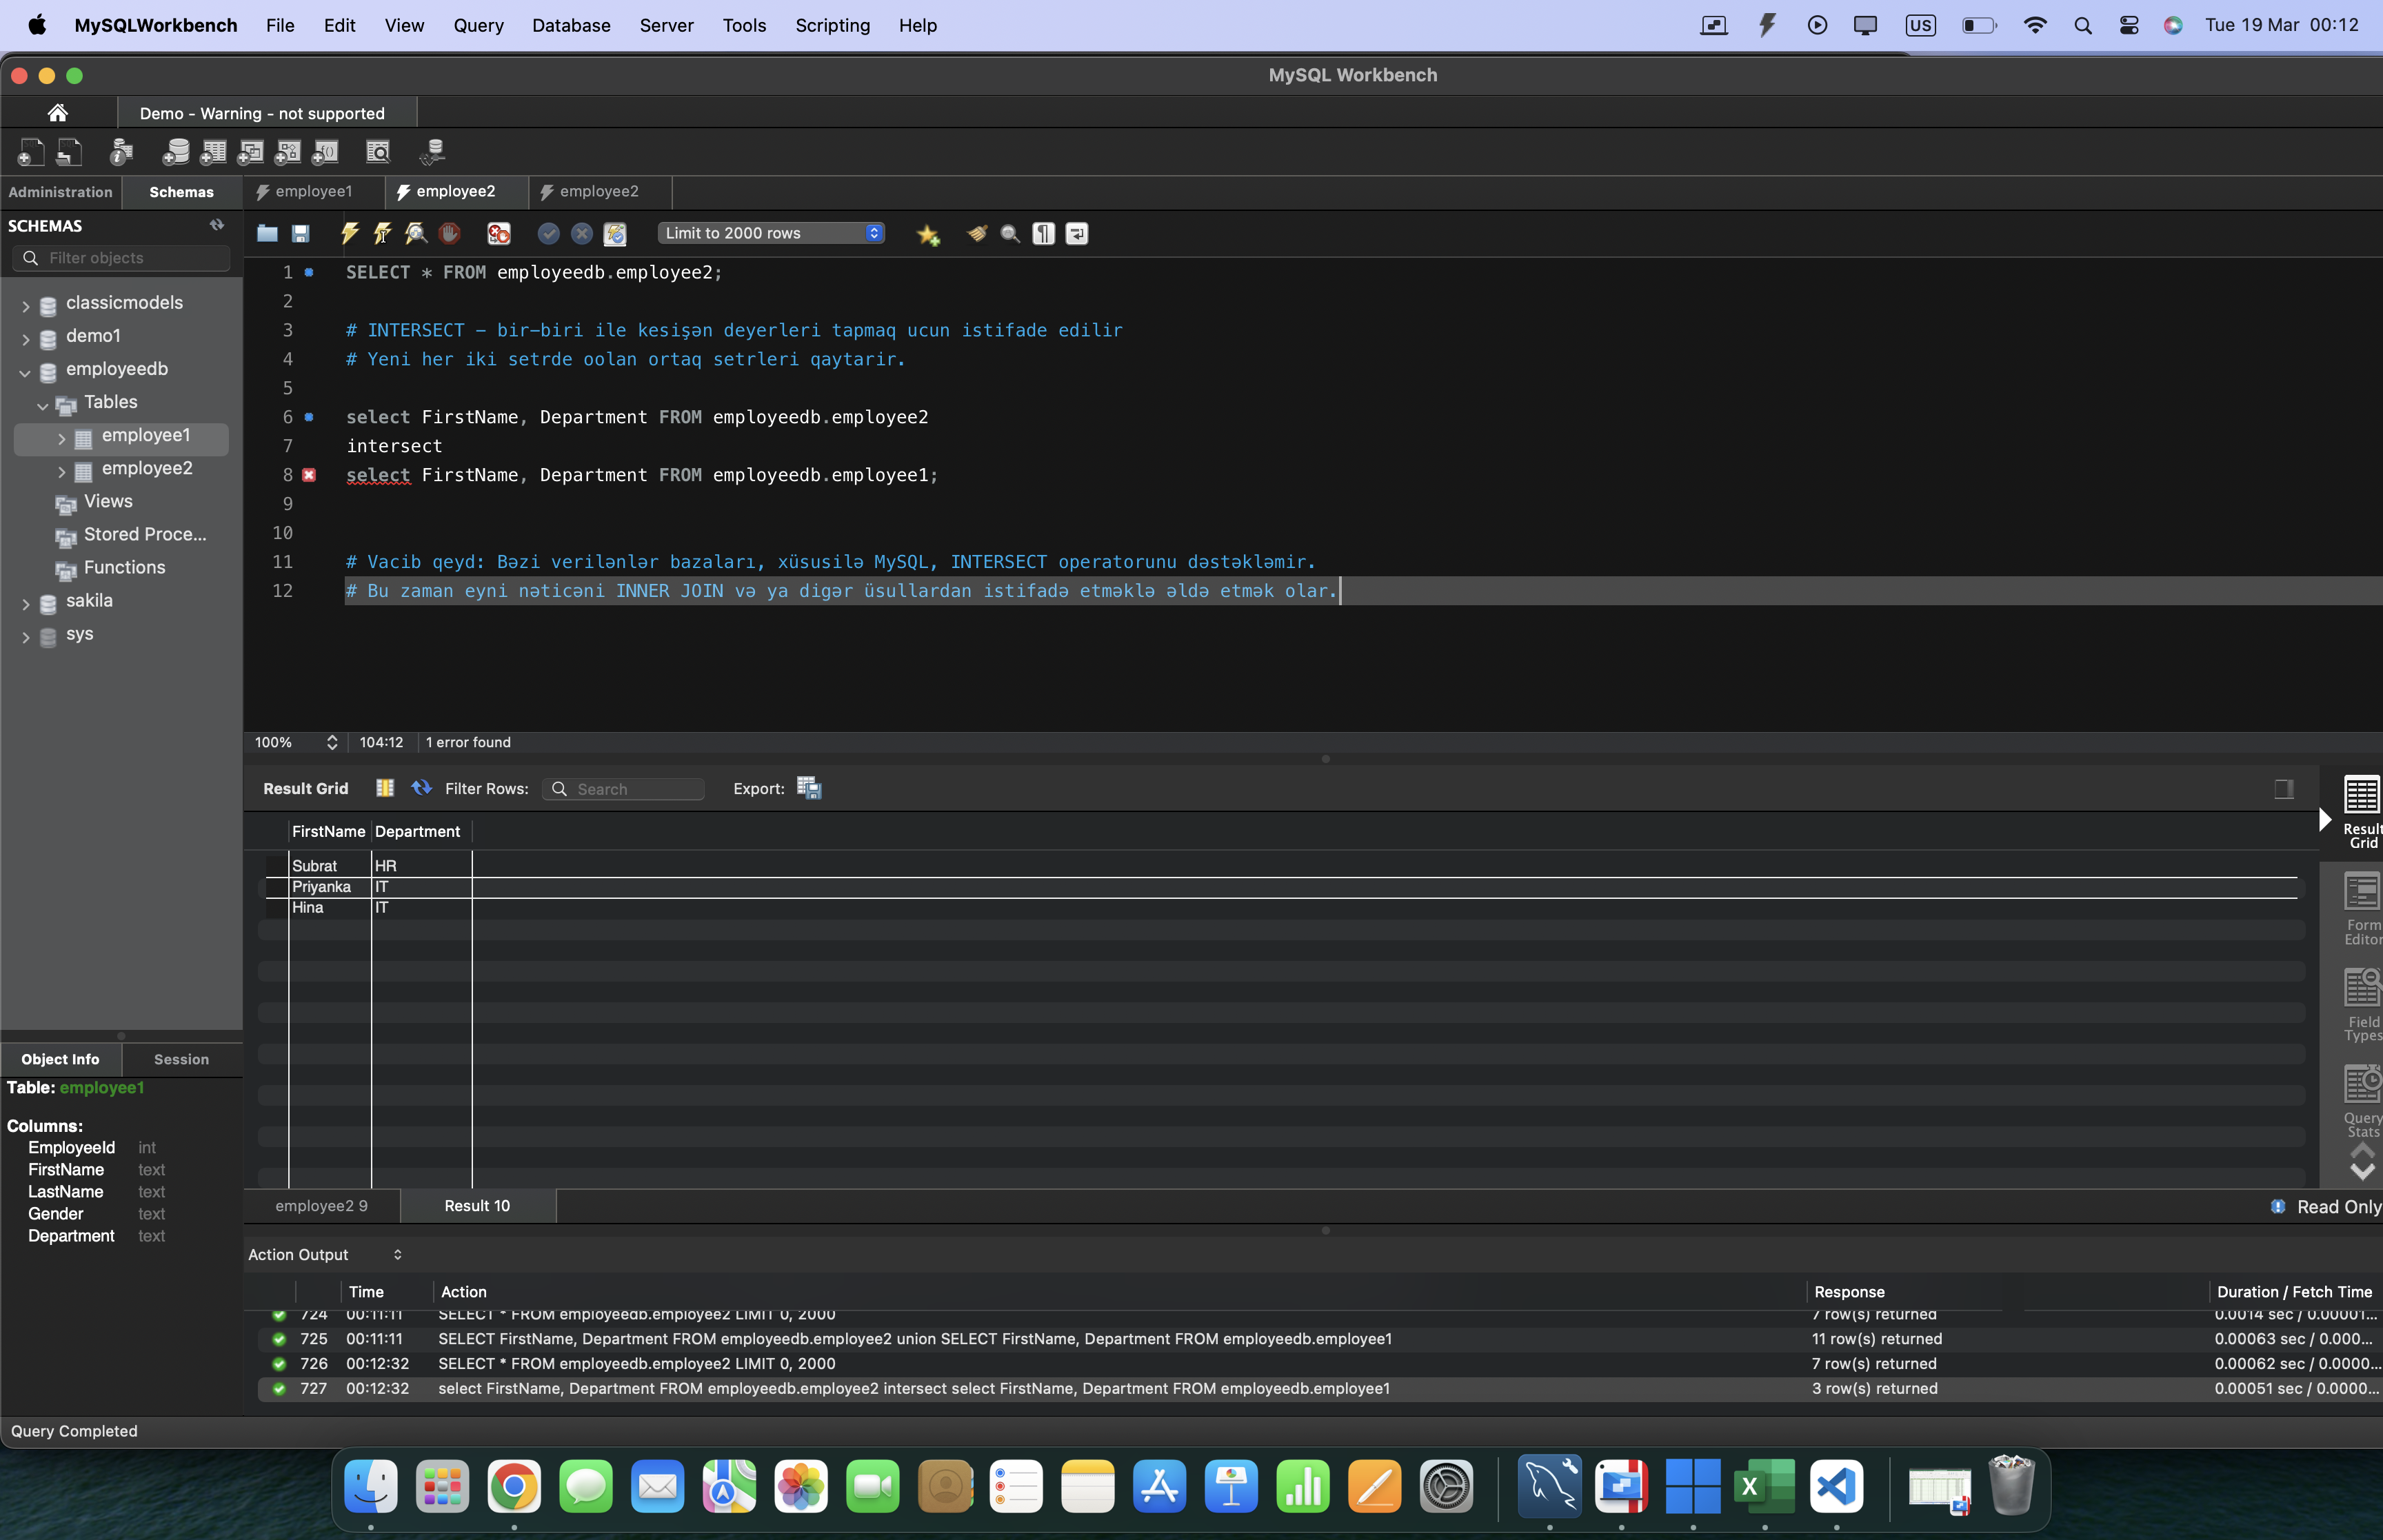 MySQLWorkbench File Edit View Query Database Server Tools Scripting Help US Tue 19 Mar 00:12
MySQL Workbench
Demo - Warning - not supported
Administration Schemas employee1 employee2 employee2
SCHEMAS
Limit to 2000 rows
Filter objects
classicmodels
demo1
employeedb
Tables
employee1
employee2
Views
Stored Proce...
Functions
sakila
sys
1 SELECT * FROM employeedb.employee2;
2
3 # INTERSECT - bir-biri ile kesişən deyerleri tapmaq ucun istifade edilir
4 # Yeni her iki setrde oolan ortaq setrleri qaytarir.
5
6 select FirstName, Department FROM employeedb.employee2
7 intersect
8 select FirstName, Department FROM employeedb.employee1;
9
10
11 # Vacib qeyd: Bəzi verilənlər bazaları, xüsusilə MySQL, INTERSECT operatorunu dəstəkləmir.
12 # Bu zaman eyni nəticəni INNER JOIN və ya digər üsullardan istifadə etməklə əldə etmək olar.
100% 104:12 1 error found
Result Grid Filter Rows: Search Export:
FirstName Department
Subrat HR
Priyanka IT
Hina IT
Result
Grid
Form
Editor
Field
Types
Query
Stats
employee2 9 Result 10 Read Only
Object Info Session
Table: employee1
Columns:
EmployeeId int
FirstName text
LastName text
Gender text
Department text
Action Output
Time Action Response Duration / Fetch Time
724 00:11:11 SELECT * FROM employeedb.employee2 LIMIT 0, 2000 7 row(s) returned 0.0014 sec / 0.00001...
725 00:11:11 SELECT FirstName, Department FROM employeedb.employee2 union SELECT FirstName, Department FROM employeedb.employee1 11 row(s) returned 0.00063 sec / 0.000...
726 00:12:32 SELECT * FROM employeedb.employee2 LIMIT 0, 2000 7 row(s) returned 0.00062 sec / 0.0000...
727 00:12:32 select FirstName, Department FROM employeedb.employee2 intersect select FirstName, Department FROM employeedb.employee1 3 row(s) returned 0.00051 sec / 0.0000...
Query Completed